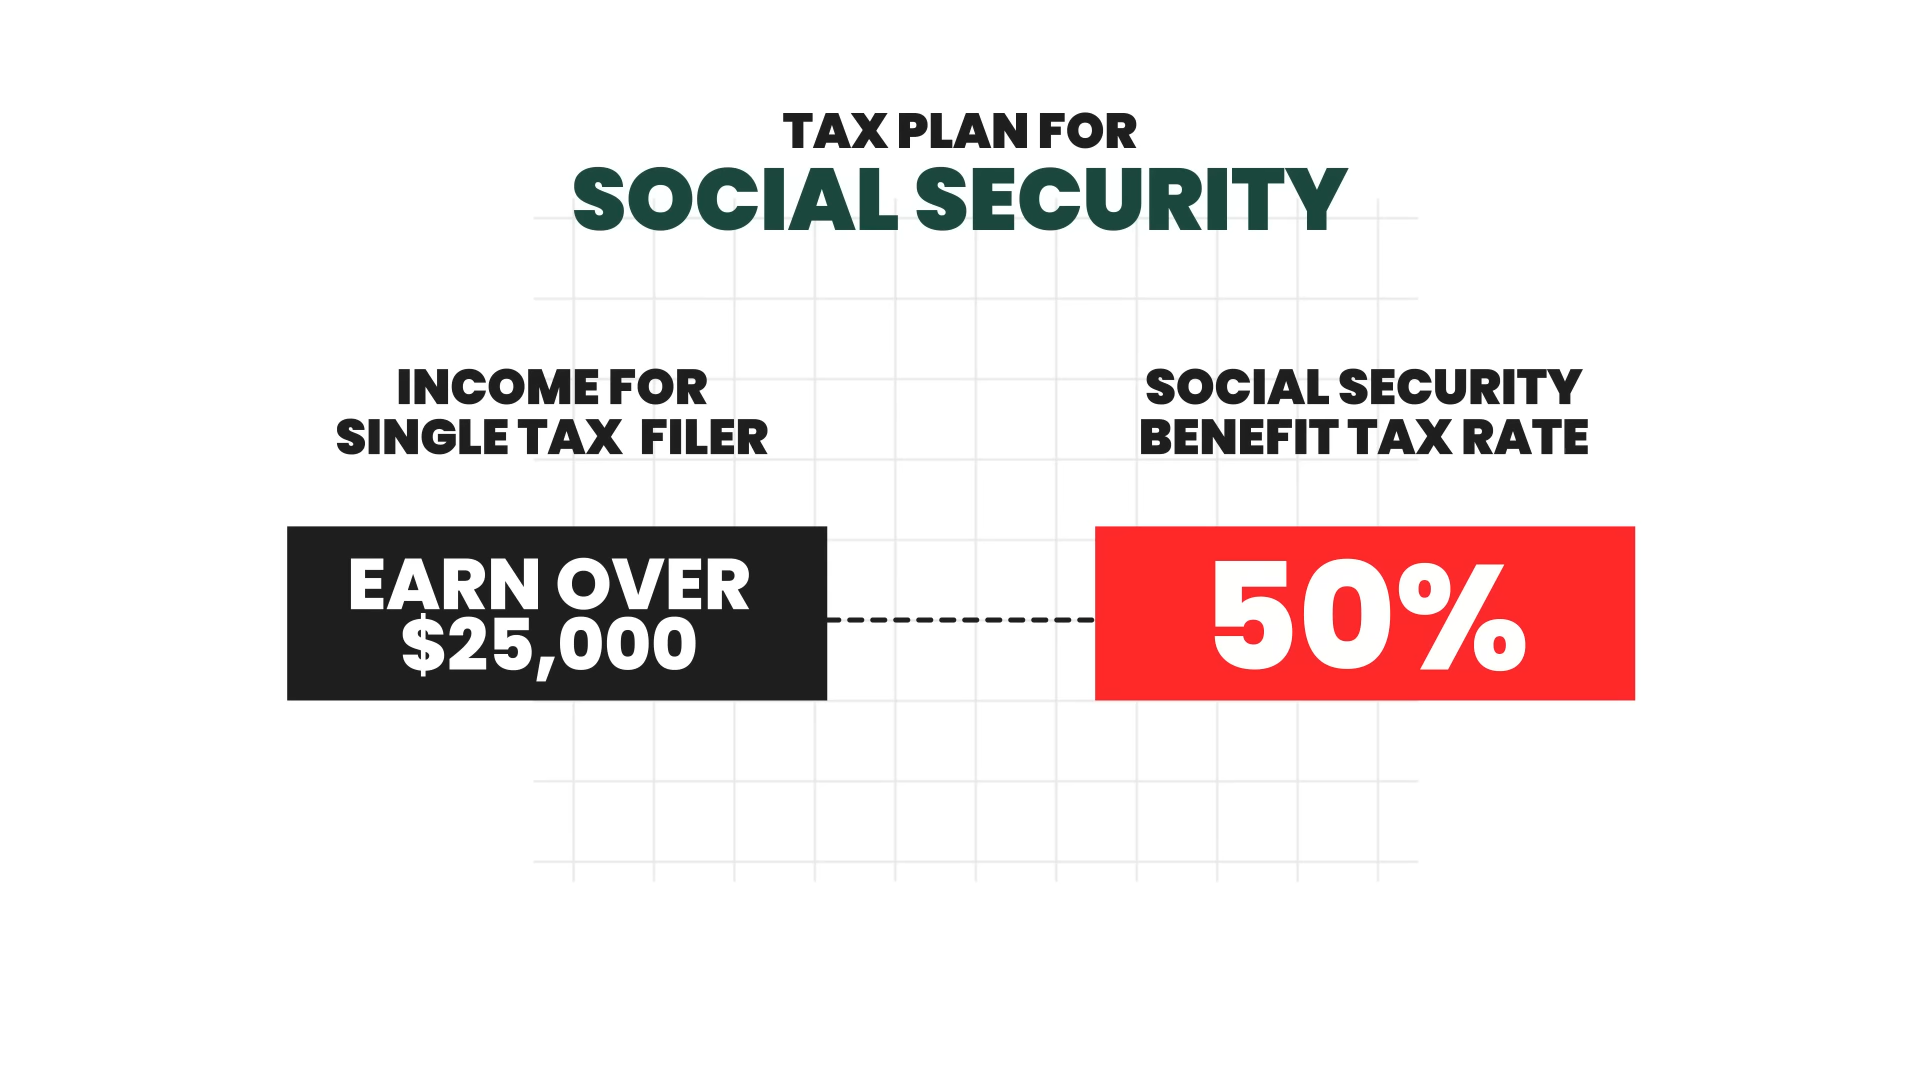 TAX PLAN FOR
SOCIAL SECURITY
INCOME FOR
SINGLE TAX FILER
SOCIAL SECURITY
BENEFIT TAX RATE
EARN OVER
$25,000
50%